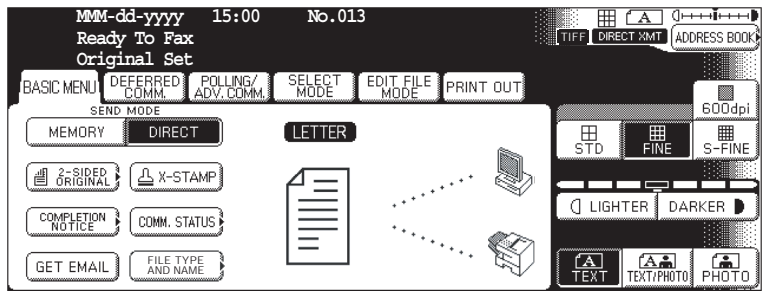 MMM-dd-yyyy 15:00 No.013
Ready To Fax
Original Set
A
TIFF DIRECT XMT ADDRESS BOOK
BASIC MENU
DEFERRED COMM.
POLLING/ ADV. COMM.
SELECT MODE
EDIT FILE MODE
PRINT OUT
SEND MODE
MEMORY DIRECT
LETTER
2-SIDED ORIGINAL
X-STAMP
COMPLETION NOTICE
COMM. STATUS
GET EMAIL
FILE TYPE AND NAME
600dpi
STD FINE S-FINE
LIGHTER DARKER
A A
TEXT TEXT/PHOTO PHOTO